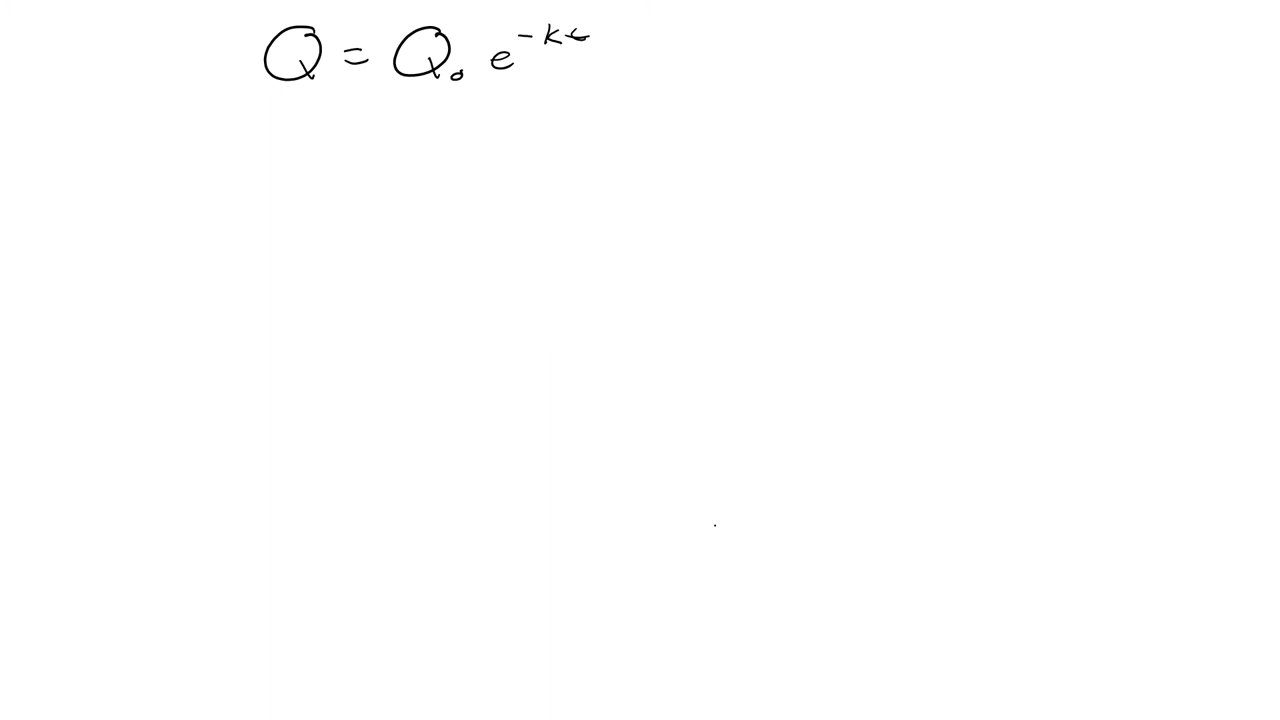 Q = Q₀ e^{-kt}